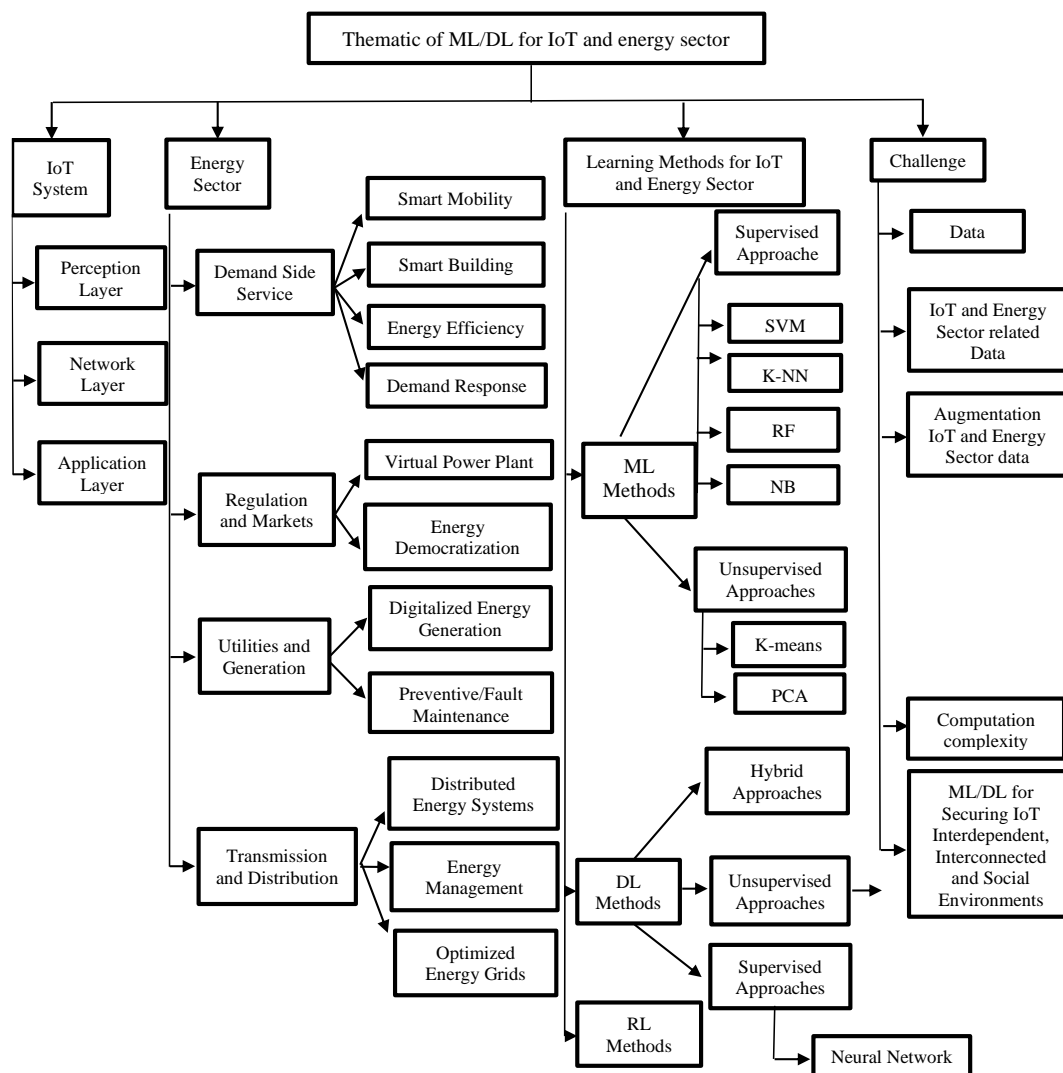 Thematic of ML/DL for IoT and energy sector
IoT
System
Perception
Layer
Network
Layer
Application
Layer
Energy
Sector
Demand Side
Service
Smart Mobility
Smart Building
Energy Efficiency
Demand Response
Regulation
and Markets
Virtual Power Plant
Energy
Democratization
Utilities and
Generation
Digitalized Energy
Generation
Preventive/Fault
Maintenance
Transmission
and Distribution
Distributed
Energy Systems
Energy
Management
Optimized
Energy Grids
Learning Methods for IoT
and Energy Sector
ML
Methods
Supervised
Approache
SVM
K-NN
RF
NB
Unsupervised
Approaches
K-means
PCA
DL
Methods
Hybrid
Approaches
Unsupervised
Approaches
Supervised
Approaches
Neural Network
RL
Methods
Challenge
Data
IoT and Energy
Sector related
Data
Augmentation
IoT and Energy
Sector data
Computation
complexity
ML/DL for
Securing IoT
Interdependent,
Interconnected
and Social
Environments